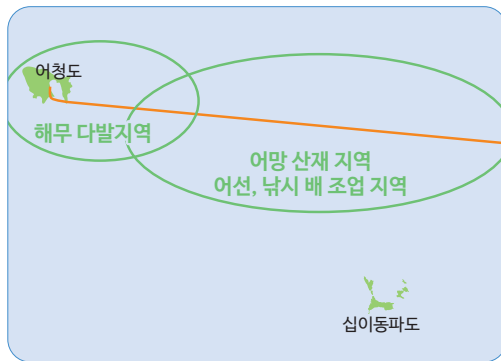 어청도
해무 다발지역
어망 산재 지역
어선, 낚시 배 조업 지역
십이동파도